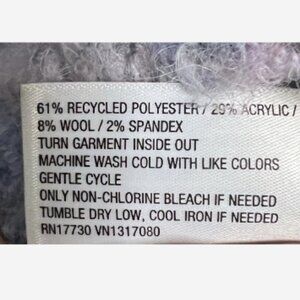 61% RECYCLED POLYESTER / 29% ACRYLIC /
8% WOOL / 2% SPANDEX
TURN GARMENT INSIDE OUT
MACHINE WASH COLD WITH LIKE COLORS
GENTLE CYCLE
ONLY NON-CHLORINE BLEACH IF NEEDED
TUMBLE DRY LOW, COOL IRON IF NEEDED
RN17730 VN1317080